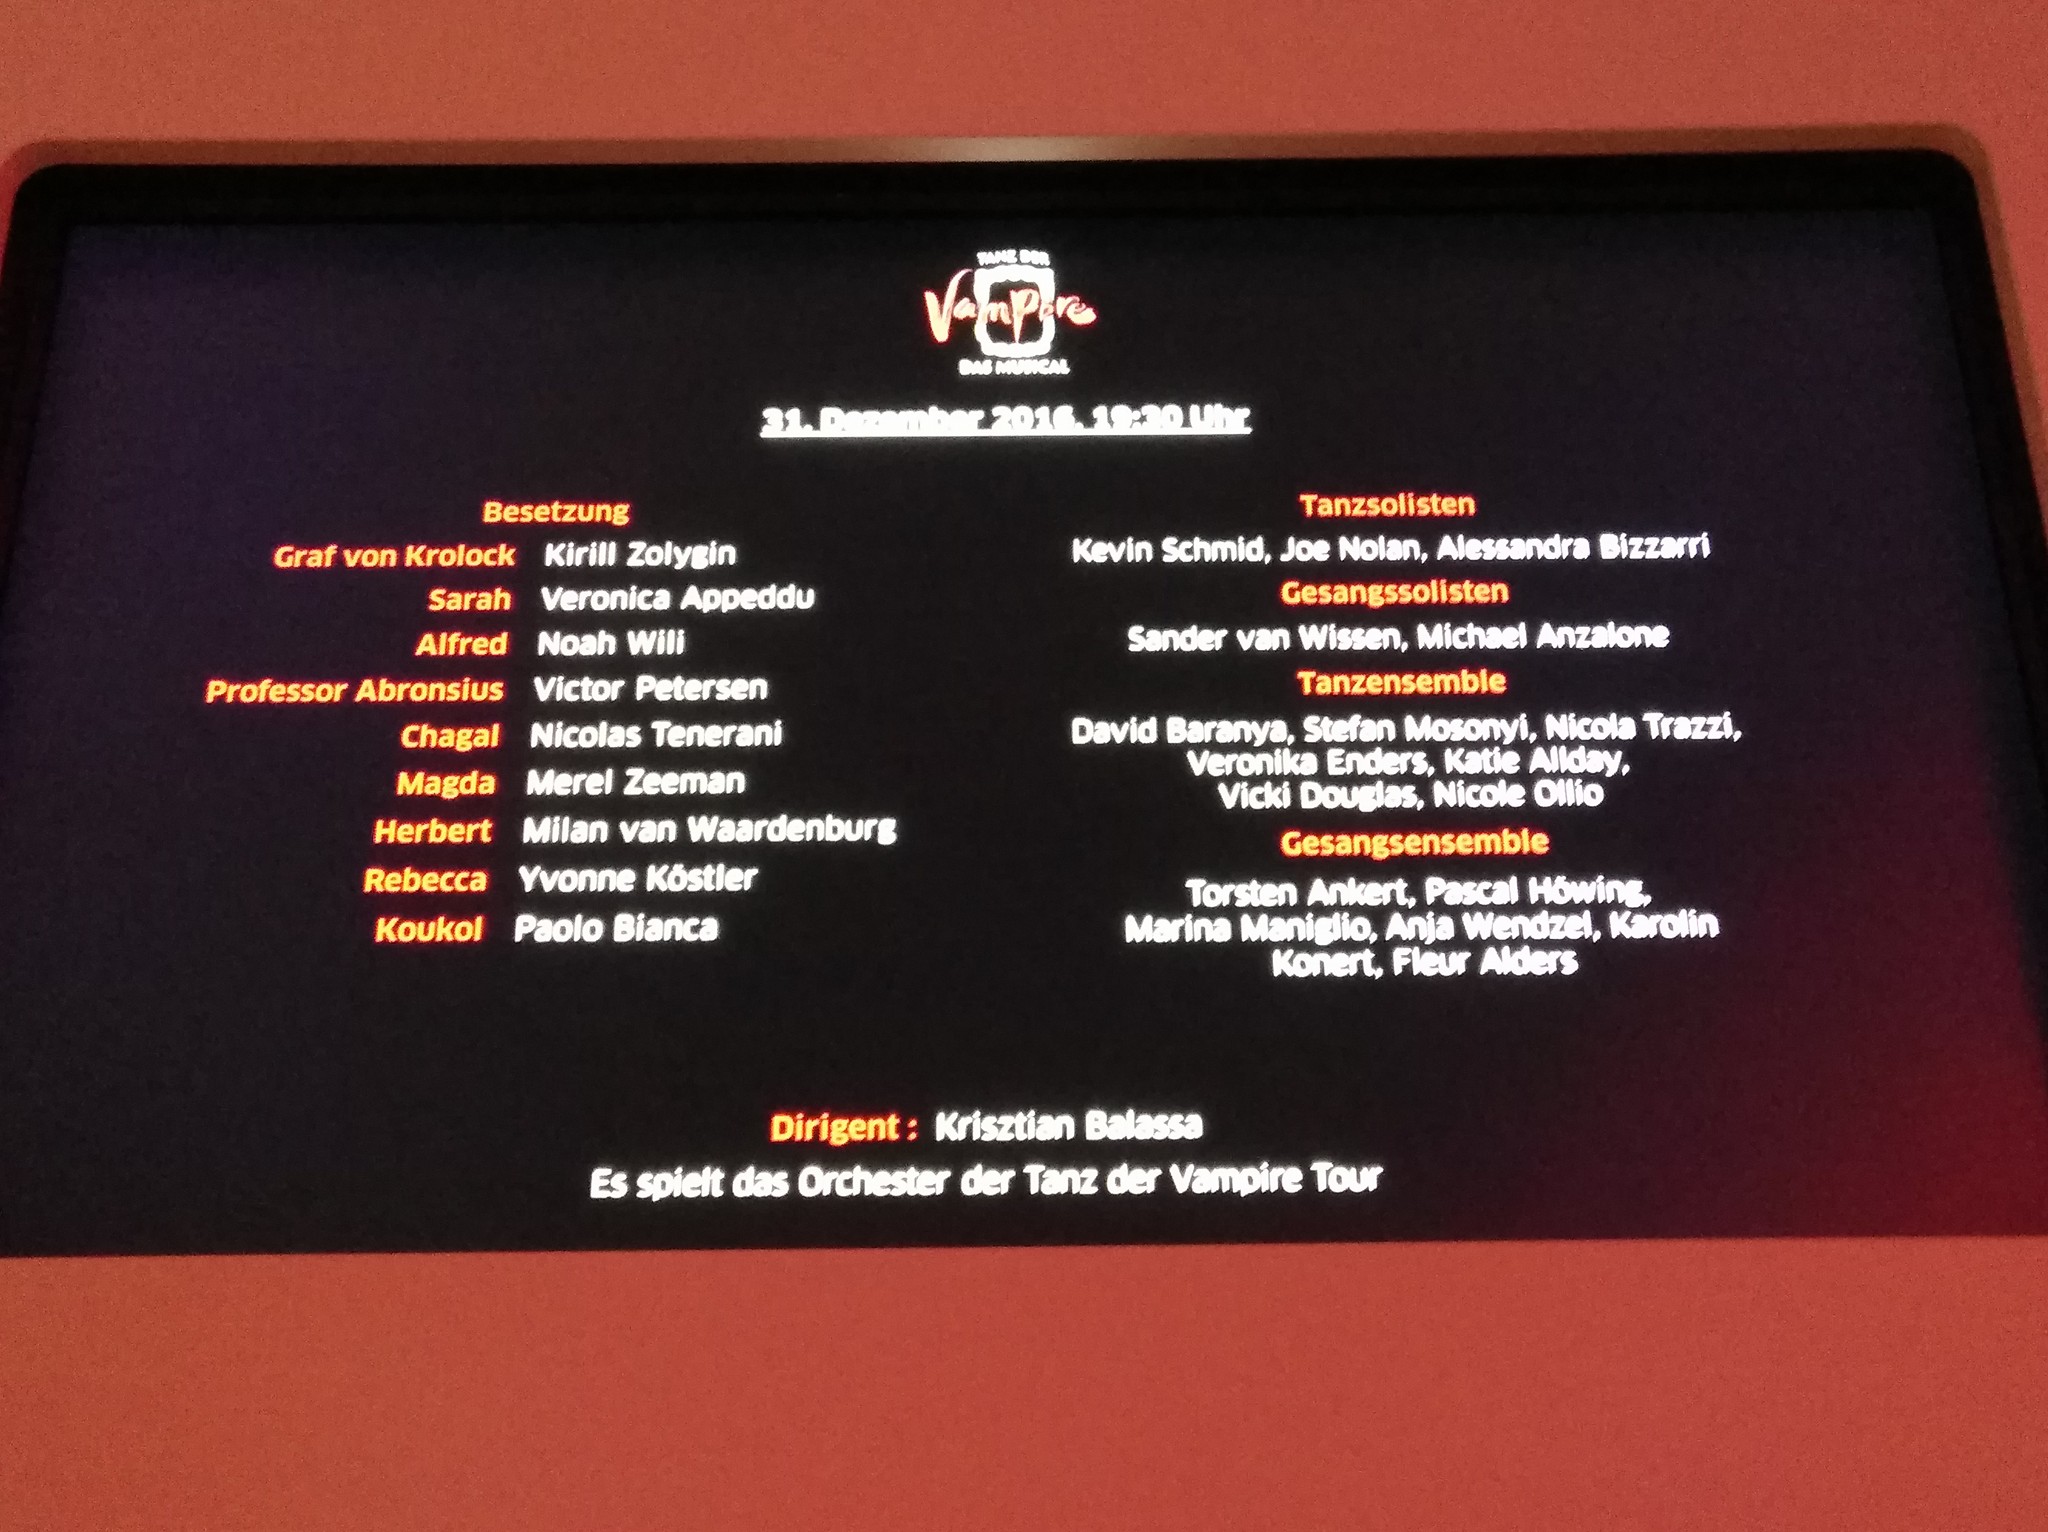 TANZ DER
Vampire
DAS MUSICAL
31. Dezember 2016, 19:30 Uhr
Besetzung
Graf von Krolock Kirill Zolygin
Sarah Veronica Appeddu
Alfred Noah Wili
Professor Abronsius Victor Petersen
Chagal Nicolas Tenerani
Magda Merel Zeeman
Herbert Milan van Waardenburg
Rebecca Yvonne Köstler
Koukol Paolo Bianca
Tanzsolisten
Kevin Schmid, Joe Nolan, Alessandra Bizzarri
Gesangssolisten
Sander van Wissen, Michael Anzalone
Tanzensemble
David Baranya, Stefan Mosonyi, Nicola Trazzi,
Veronika Enders, Katie Allday,
Vicki Douglas, Nicole Ollio
Gesangsensemble
Torsten Ankert, Pascal Höwing,
Marina Maniglio, Anja Wendzel, Karolin
Konert, Fleur Alders
Dirigent: Krisztian Balassa
Es spielt das Orchester der Tanz der Vampire Tour